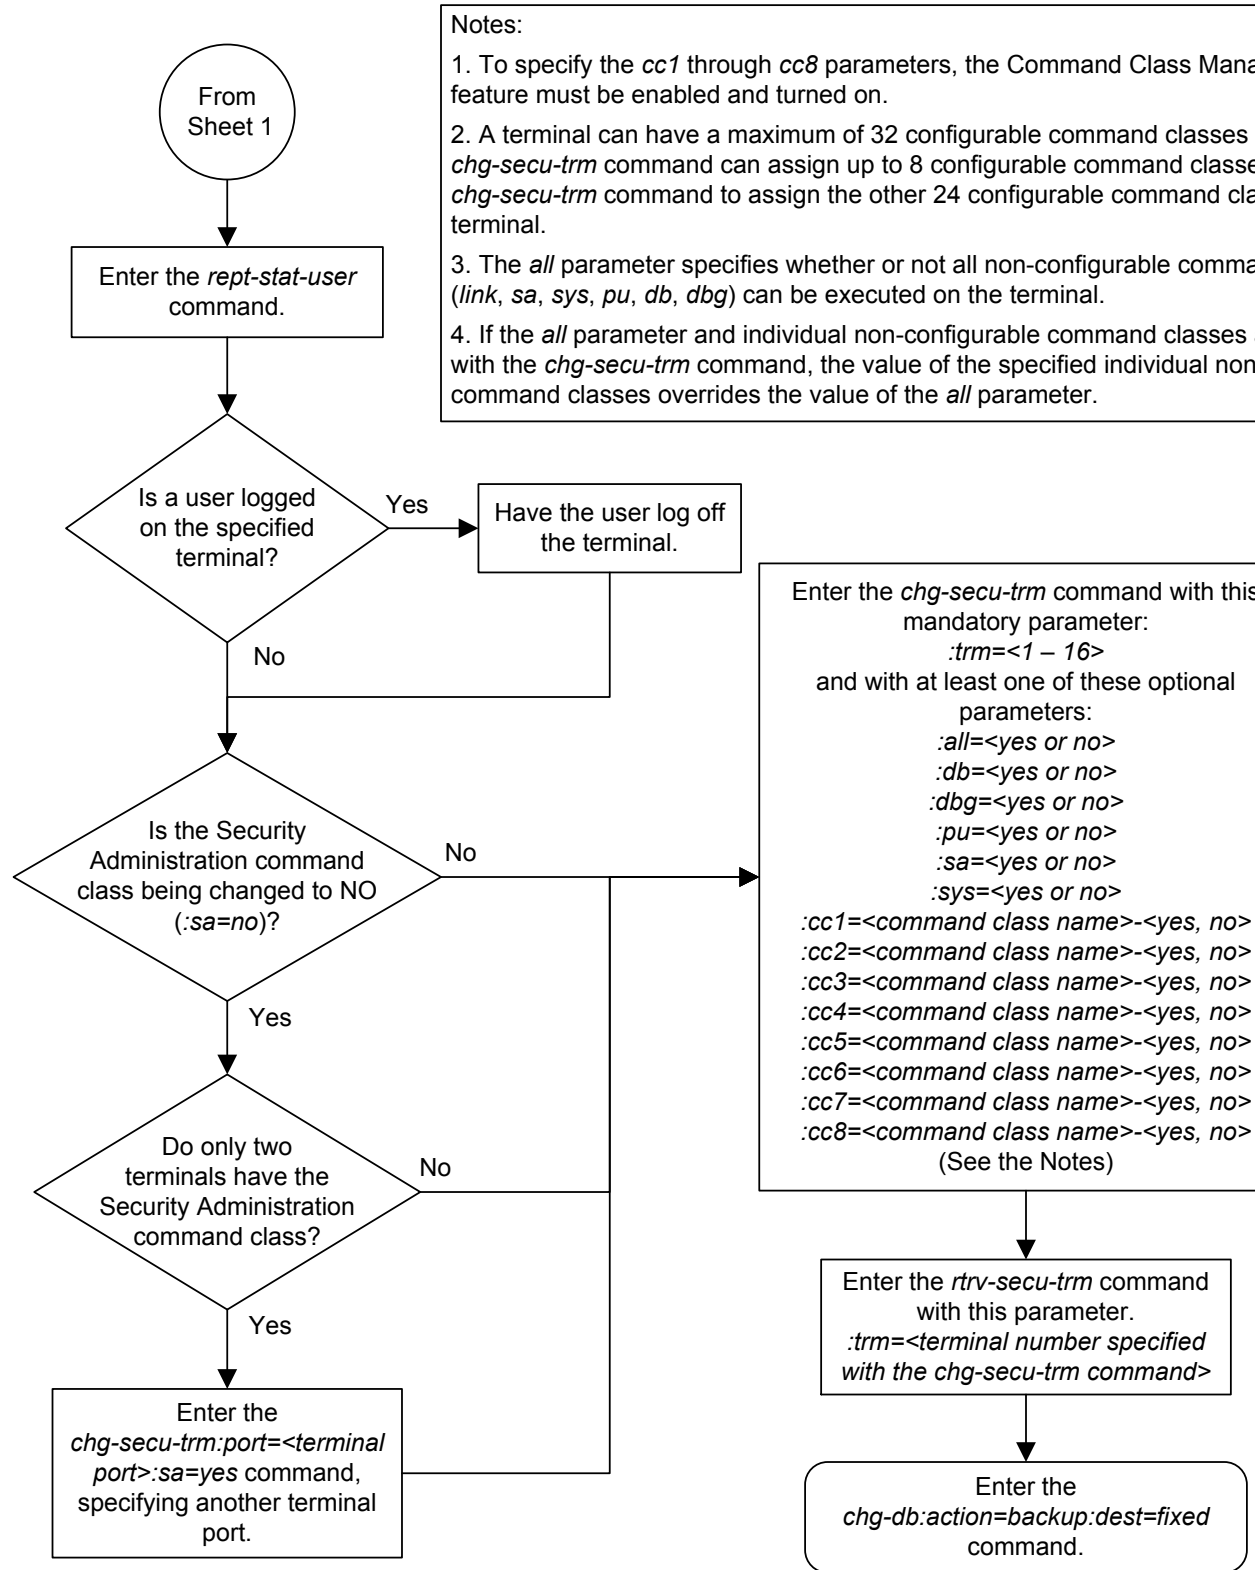 Notes:
1. To specify the cc1 through cc8 parameters, the Command Class
feature must be enabled and turned on.
2. A terminal can have a maximum of 32 configurable command classes
chg-secu-trm command can assign up to 8 configurable command
chg-secu-trm command to assign the other 24 configurable command
terminal.
3. The all parameter specifies whether or not all non-configurable
(link, sa, sys, pu, db, dbg) can be executed on the terminal.
4. If the all parameter and individual non-configurable command classes
with the chg-secu-trm command, the value of the specified individual
command classes overrides the value of the all parameter.
From
Sheet 1
Enter the rept-stat-user
command.
Is a user logged
on the specified
terminal?
Yes
Have the user log off
the terminal.
No
Is the Security
Administration command
class being changed to NO
(:sa=no)?
No
Yes
Do only two
terminals have the
Security Administration
command class?
No
Yes
Enter the
chg-secu-trm:port=<terminal
port>:sa=yes command,
specifying another terminal
port.
Enter the chg-secu-trm command with this
mandatory parameter:
:trm=<1 – 16>
and with at least one of these optional
parameters:
:all=<yes or no>
:db=<yes or no>
:dbg=<yes or no>
:pu=<yes or no>
:sa=<yes or no>
:sys=<yes or no>
:cc1=<command class name>-<yes, no>
:cc2=<command class name>-<yes, no>
:cc3=<command class name>-<yes, no>
:cc4=<command class name>-<yes, no>
:cc5=<command class name>-<yes, no>
:cc6=<command class name>-<yes, no>
:cc7=<command class name>-<yes, no>
:cc8=<command class name>-<yes, no>
(See the Notes)
Enter the rtrv-secu-trm command
with this parameter.
:trm=<terminal number specified
with the chg-secu-trm command>
Enter the
chg-db:action=backup:dest=fixed
command.